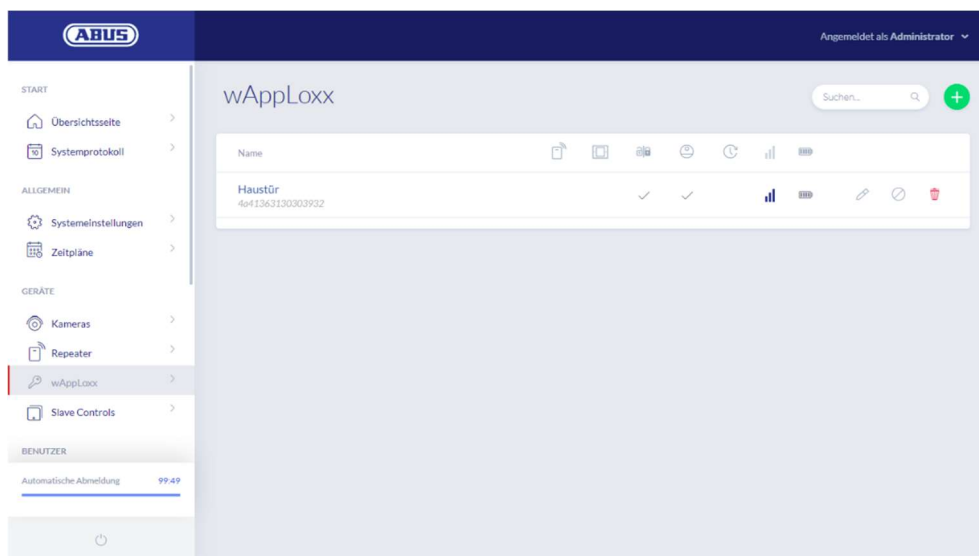 ABUS
Angemeldet als Administrator
START
Übersichtsseite
Systemprotokoll
ALLGEMEIN
Systemeinstellungen
Zeitpläne
GERÄTE
Kameras
Repeater
wAppLoxx
Slave Controls
BENUTZER
Automatische Abmeldung 99:49
wAppLoxx
Suchen...
Name
Haustür
4a41363130303932